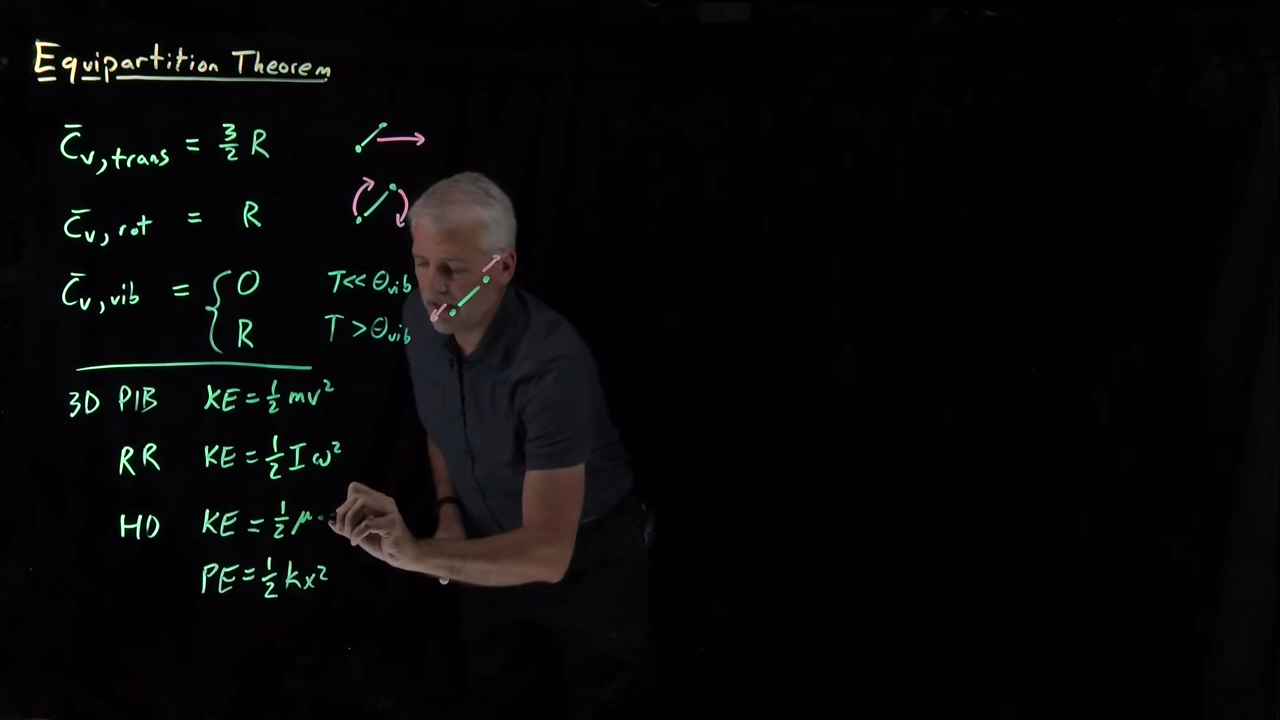 Equipartition Theorem
C̄v,trans = 3/2 R
C̄v,rot = R
C̄v,vib = { 0 T<< Θvib
R T > Θvib
3D PIB KE = 1/2 mv²
RR KE = 1/2 I ω²
HO KE = 1/2 μ
PE = 1/2 kx²